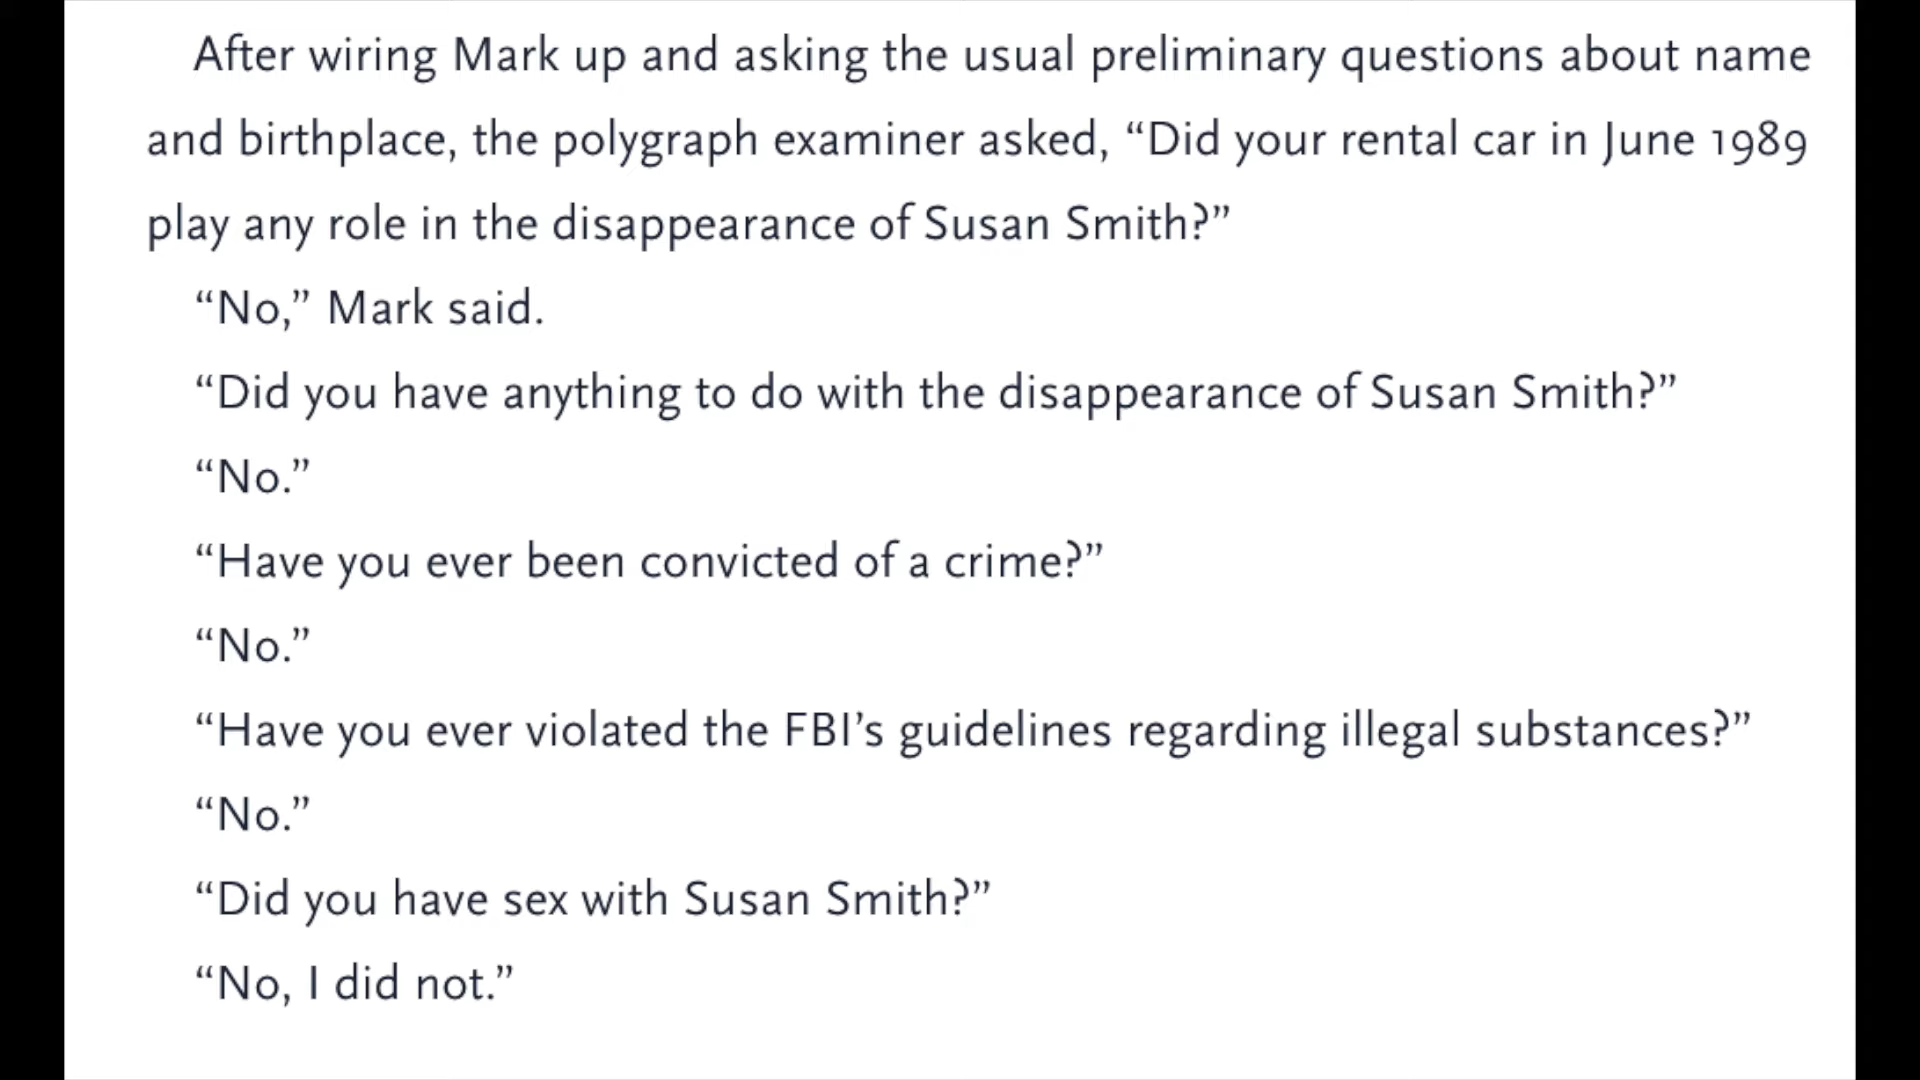 After wiring Mark up and asking the usual preliminary questions about name
and birthplace, the polygraph examiner asked, “Did your rental car in June 1989
play any role in the disappearance of Susan Smith?”
“No,” Mark said.
“Did you have anything to do with the disappearance of Susan Smith?”
“No.”
“Have you ever been convicted of a crime?”
“No.”
“Have you ever violated the FBI’s guidelines regarding illegal substances?”
“No.”
“Did you have sex with Susan Smith?”
“No, I did not.”